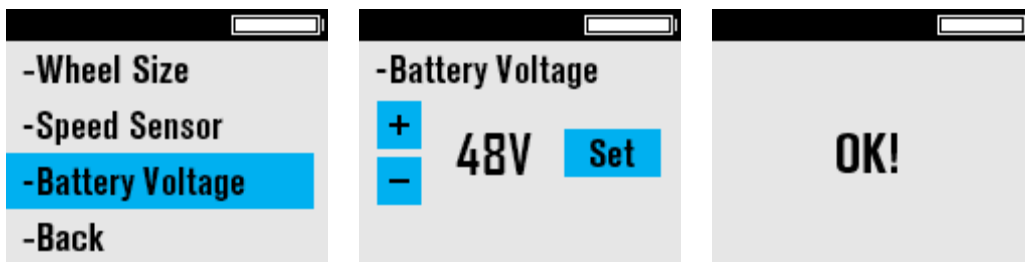 -Wheel Size
-Speed Sensor
-Battery Voltage
-Back
-Battery Voltage
+
48V
Set
−
OK!